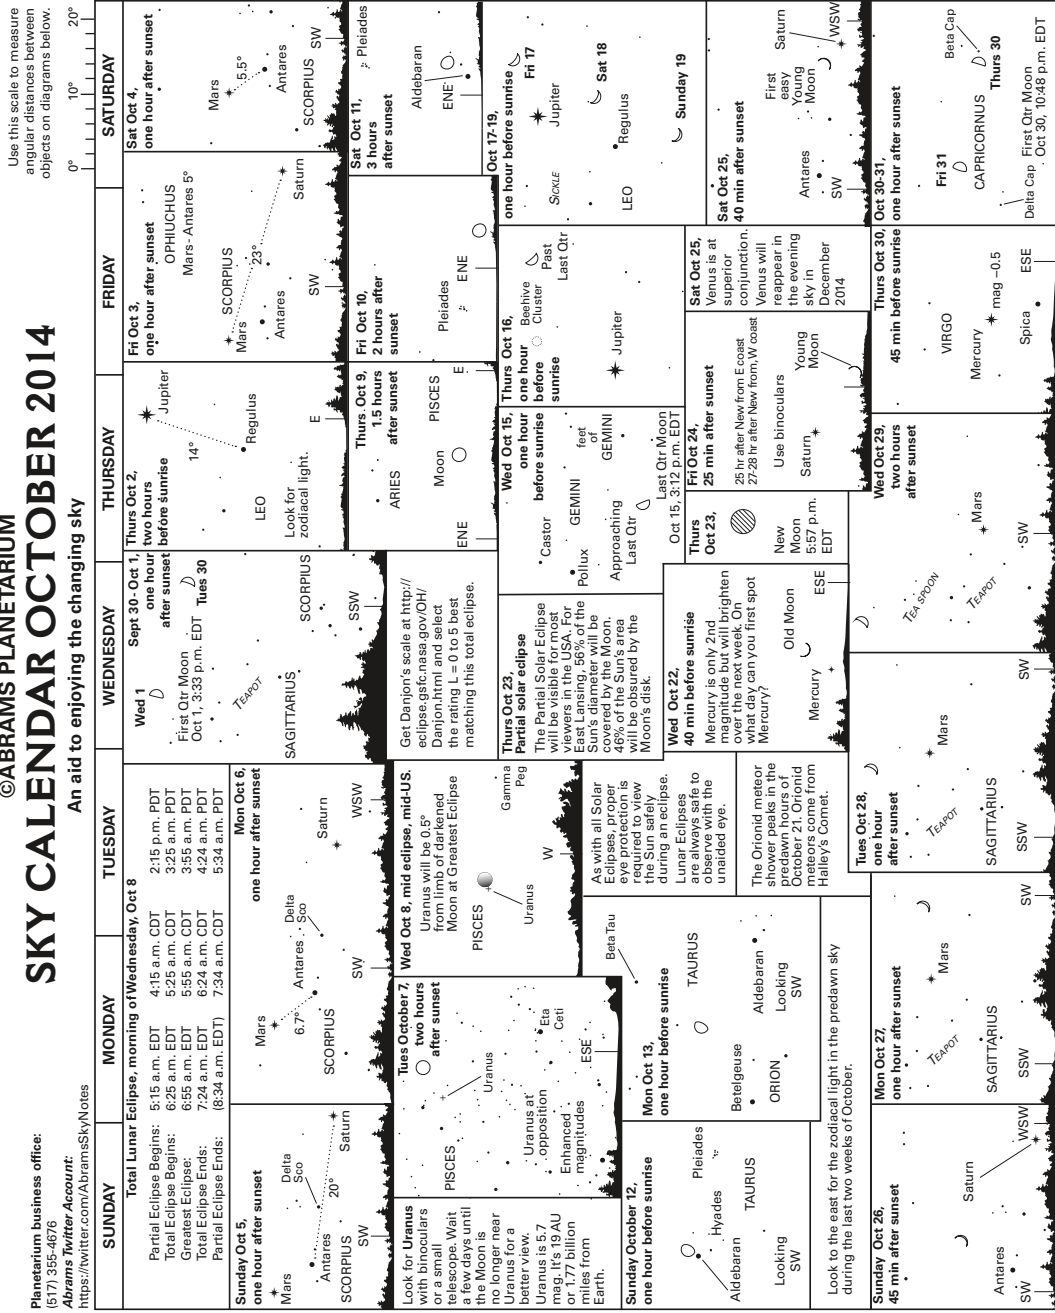 Planetarium business office:
(517) 355-4676
Abrams Twitter Account:
https://twitter.com/AbramsSkyNotes
©ABRAMS PLANETARIUM
SKY CALENDAR OCTOBER 2014
An aid to enjoying the changing sky
Use this scale to measure
angular distances between
objects on diagrams below.
0° 10° 20°
SUNDAY MONDAY TUESDAY WEDNESDAY THURSDAY FRIDAY SATURDAY
Total Lunar Eclipse, morning of Wednesday, Oct 8
Partial Eclipse Begins: 5:15 a.m. EDT 4:15 a.m. CDT 2:15 p.m. PDT
Total Eclipse Begins: 6:25 a.m. EDT 5:25 a.m. CDT 3:25 a.m. PDT
Greatest Eclipse: 6:55 a.m. EDT 5:55 a.m. CDT 3:55 a.m. PDT
Total Eclipse Ends: 7:24 a.m. EDT 6:24 a.m. CDT 4:24 a.m. PDT
Partial Eclipse Ends: (8:34 a.m. EDT) 7:34 a.m. CDT 5:34 a.m. PDT
Sept 30 - Oct 1,
one hour
after sunset
Wed 1
Tues 30
First Qtr Moon
Oct 1, 3:33 p.m. EDT
TEAPOT
SAGITTARIUS
SCORPIUS
SSW
Thurs Oct 2,
two hours
before sunrise
Jupiter
14°
Regulus
LEO
Look for
zodiacal light.
E
Fri Oct 3,
one hour after sunset
OPHIUCHUS
Mars - Antares 5°
SCORPIUS
23°
Saturn
Mars
Antares
SW
Sat Oct 4,
one hour after sunset
Mars
5.5°
Antares
SCORPIUS
SW
Sunday Oct 5,
one hour after sunset
Delta
Sco
Mars
Antares
20°
Saturn
SCORPIUS
SW
Mon Oct 6,
one hour after sunset
Mars
6.7°
Antares
Delta
Sco
Saturn
SCORPIUS
SW
WSW
Get Danjon's scale at http://
eclipse.gsfc.nasa.gov/OH/
Danjon.html and select
the rating L = 0 to 5 best
matching this total eclipse.
Thurs. Oct 9,
1.5 hours
after sunset
ARIES
PISCES
Moon
ENE
E
Fri Oct 10,
2 hours after
sunset
Pleiades
ENE
Sat Oct 11,
3 hours
after sunset
Pleiades
Aldebaran
ENE
Look for Uranus
with binoculars
or a small
telescope. Wait
a few days until
the Moon is
no longer near
Uranus for a
better view.
Uranus is 5.7
mag. It's 19 AU
or 1.77 billion
miles from
Earth.
Tues October 7,
two hours
after sunset
PISCES
Uranus
Uranus at
opposition
Eta
Ceti
Enhanced
magnitudes
ESE
Wed Oct 8, mid eclipse, mid-US.
Uranus will be 0.5°
from limb of darkened
Moon at Greatest Eclipse
PISCES
Uranus
Gamma
Peg
W
Thurs Oct 23,
Partial solar eclipse
The Partial Solar Eclipse
will be visible for most
viewers in the USA. For
East Lansing, 56% of the
Sun's diameter will be
covered by the Moon.
46% of the Sun's area
will be obsured by the
Moon's disk.
Wed Oct 15,
one hour
before sunrise
Castor
Pollux
GEMINI
feet
of
GEMINI
Approaching
Last Qtr
Last Qtr Moon
Oct 15, 3:12 p.m. EDT
Thurs Oct 16,
one hour
before
sunrise
Beehive
Cluster
Past
Last Qtr
Jupiter
Oct 17-19,
one hour before sunrise
Fri 17
Jupiter
Sat 18
SICKLE
Regulus
LEO
Sunday 19
As with all Solar
Eclipses, proper
eye protection is
required to view
the Sun safely
during an eclipse.
Lunar Eclipses
are always safe to
observe with the
unaided eye.
The Orionid meteor
shower peaks in the
predawn hours of
October 21. Orionid
meteors come from
Halley's Comet.
Sunday October 12,
one hour before sunrise
Pleiades
Hyades
Aldebaran
TAURUS
Looking
SW
Mon Oct 13,
one hour before sunrise
Beta Tau
TAURUS
Betelgeuse
Aldebaran
ORION
Looking
SW
Look to the east for the zodiacal light in the predawn sky
during the last two weeks of October.
Wed Oct 22,
40 min before sunrise
Mercury is only 2nd
magnitude but will brighten
over the next week. On
what day can you first spot
Mercury?
Old Moon
Mercury
ESE
Thurs
Oct 23,
New
Moon
5:57 p.m.
EDT
Fri Oct 24,
25 min after sunset
25 hr after New from E coast
27-28 hr after New from, W coast
Use binoculars
Saturn
Young
Moon
Sat Oct 25,
Venus is at
superior
conjunction.
Venus will
reappear in
the evening
sky in
December
2014
Sat Oct 25,
40 min after sunset
First
easy
Young
Moon
Saturn
Antares
SW
WSW
Sunday Oct 26,
45 min after sunset
Antares
Saturn
SW
WSW
Mon Oct 27,
one hour after sunset
TEAPOT
Mars
SAGITTARIUS
SSW
SW
Tues Oct 28,
one hour
after sunset
TEAPOT
Mars
SAGITTARIUS
SSW
SW
Wed Oct 29,
two hours
after sunset
TEA SPOON
TEAPOT
Mars
SW
Thurs Oct 30,
45 min before sunrise
VIRGO
Mercury
mag −0.5
Spica
ESE
Oct 30-31,
one hour after sunset
Beta Cap
Fri 31
Thurs 30
CAPRICORNUS
Delta Cap
First Qtr Moon
Oct 30, 10:48 p.m. EDT